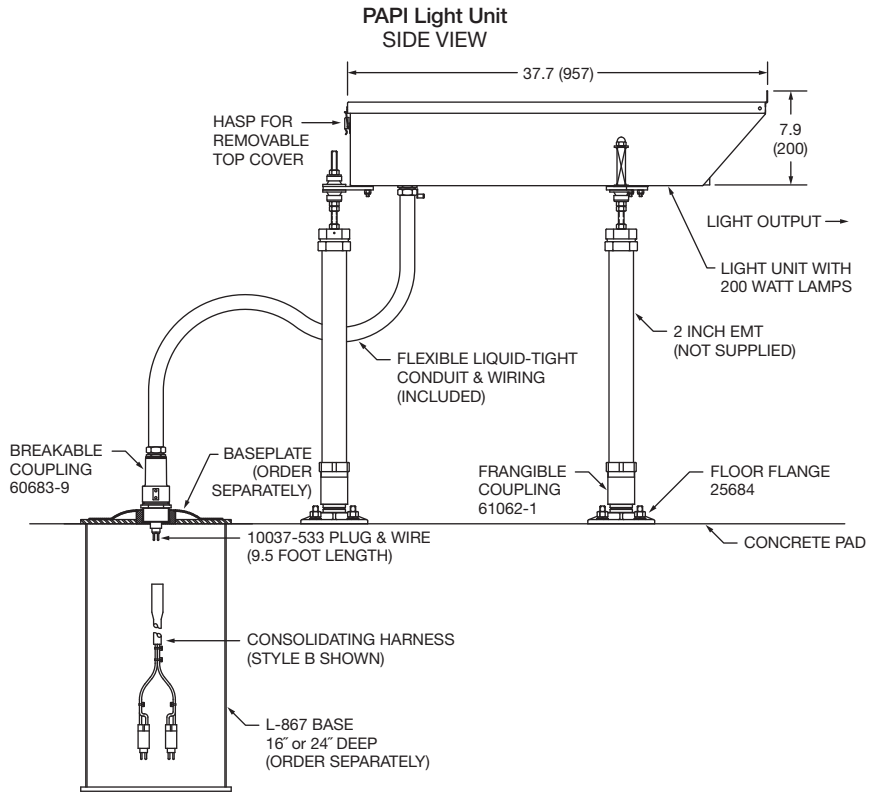 PAPI Light Unit
SIDE VIEW
37.7 (957)
HASP FOR
REMOVABLE
TOP COVER
7.9
(200)
LIGHT OUTPUT
LIGHT UNIT WITH
200 WATT LAMPS
2 INCH EMT
(NOT SUPPLIED)
FLEXIBLE LIQUID-TIGHT
CONDUIT & WIRING
(INCLUDED)
BREAKABLE
COUPLING
60683-9
BASEPLATE
(ORDER
SEPARATELY)
FRANGIBLE
COUPLING
61062-1
FLOOR FLANGE
25684
10037-533 PLUG & WIRE
(9.5 FOOT LENGTH)
CONCRETE PAD
CONSOLIDATING HARNESS
(STYLE B SHOWN)
L-867 BASE
16˝ or 24˝ DEEP
(ORDER SEPARATELY)